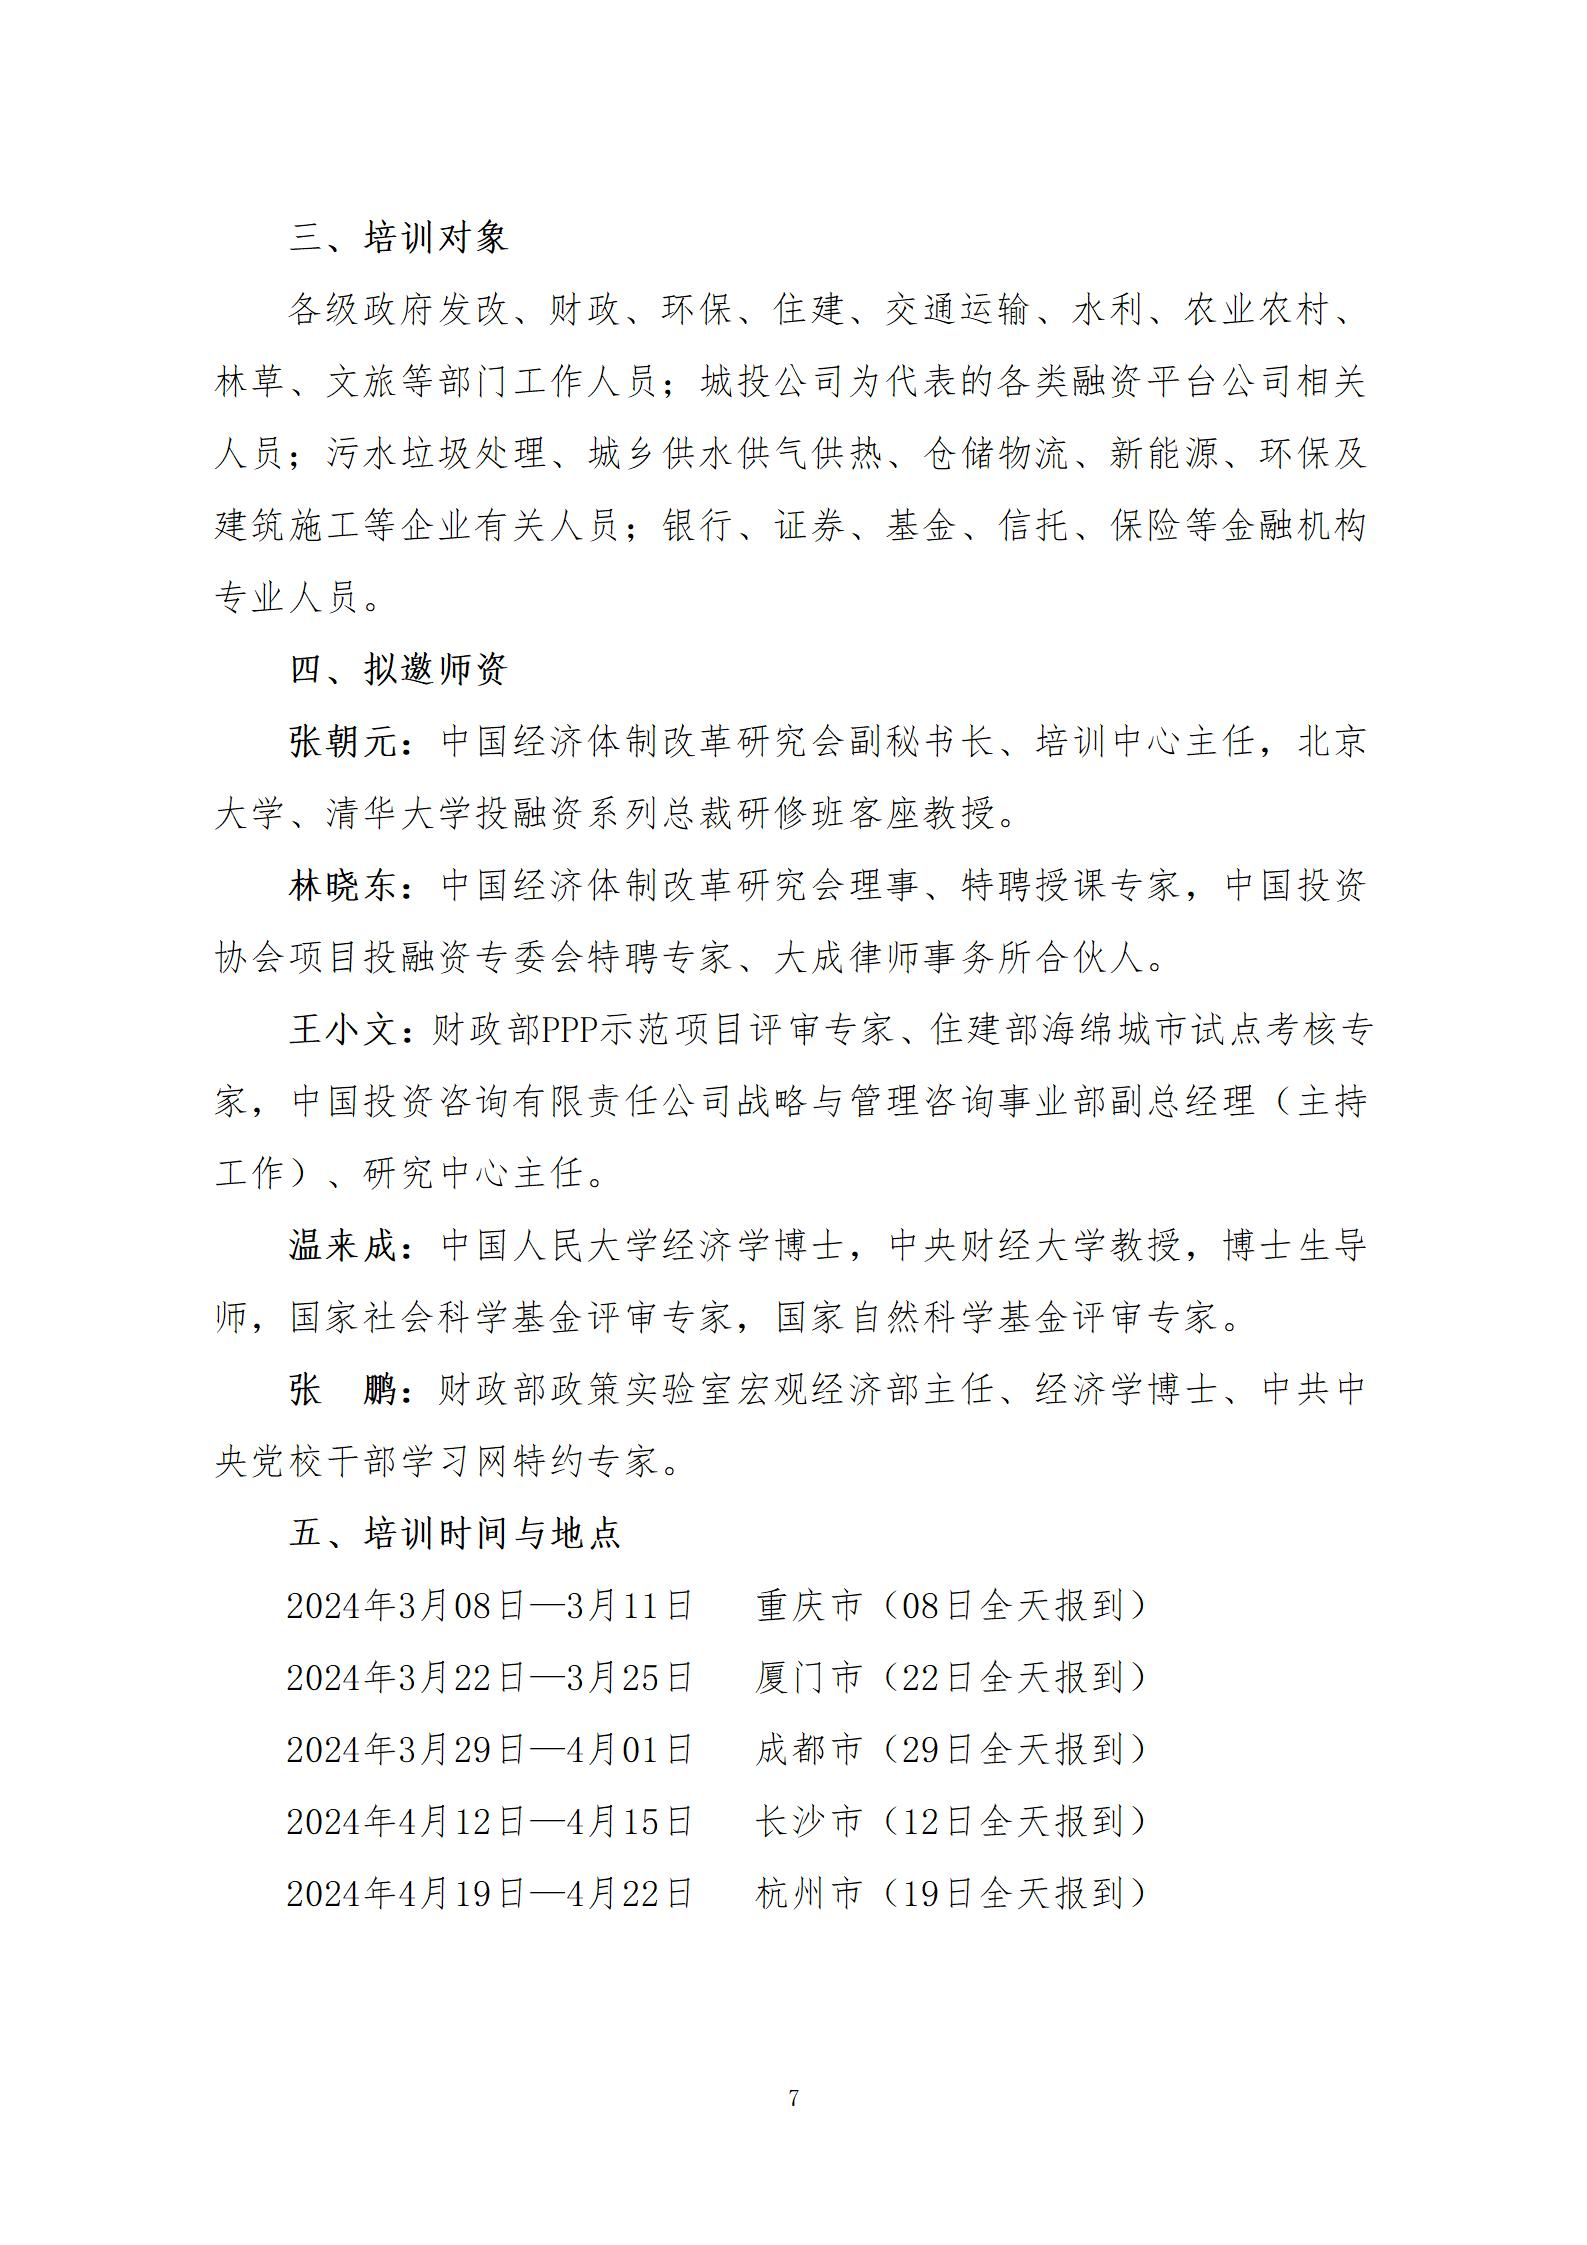 三、培训对象
各级政府发改、财政、环保、住建、交通运输、水利、农业农村、
林草、文旅等部门工作人员；城投公司为代表的各类融资平台公司相关
人员；污水垃圾处理、城乡供水供气供热、仓储物流、新能源、环保及
建筑施工等企业有关人员；银行、证券、基金、信托、保险等金融机构
专业人员。
四、拟邀师资
张朝元：中国经济体制改革研究会副秘书长、培训中心主任，北京
大学、清华大学投融资系列总裁研修班客座教授。
林晓东：中国经济体制改革研究会理事、特聘授课专家，中国投资
协会项目投融资专委会特聘专家、大成律师事务所合伙人。
王小文：财政部PPP示范项目评审专家、住建部海绵城市试点考核专
家，中国投资咨询有限责任公司战略与管理咨询事业部副总经理（主持
工作）、研究中心主任。
温来成：中国人民大学经济学博士，中央财经大学教授，博士生导
师，国家社会科学基金评审专家，国家自然科学基金评审专家。
张　鹏：财政部政策实验室宏观经济部主任、经济学博士、中共中
央党校干部学习网特约专家。
五、培训时间与地点
2024年3月08日—3月11日　重庆市（08日全天报到）
2024年3月22日—3月25日　厦门市（22日全天报到）
2024年3月29日—4月01日　成都市（29日全天报到）
2024年4月12日—4月15日　长沙市（12日全天报到）
2024年4月19日—4月22日　杭州市（19日全天报到）
7